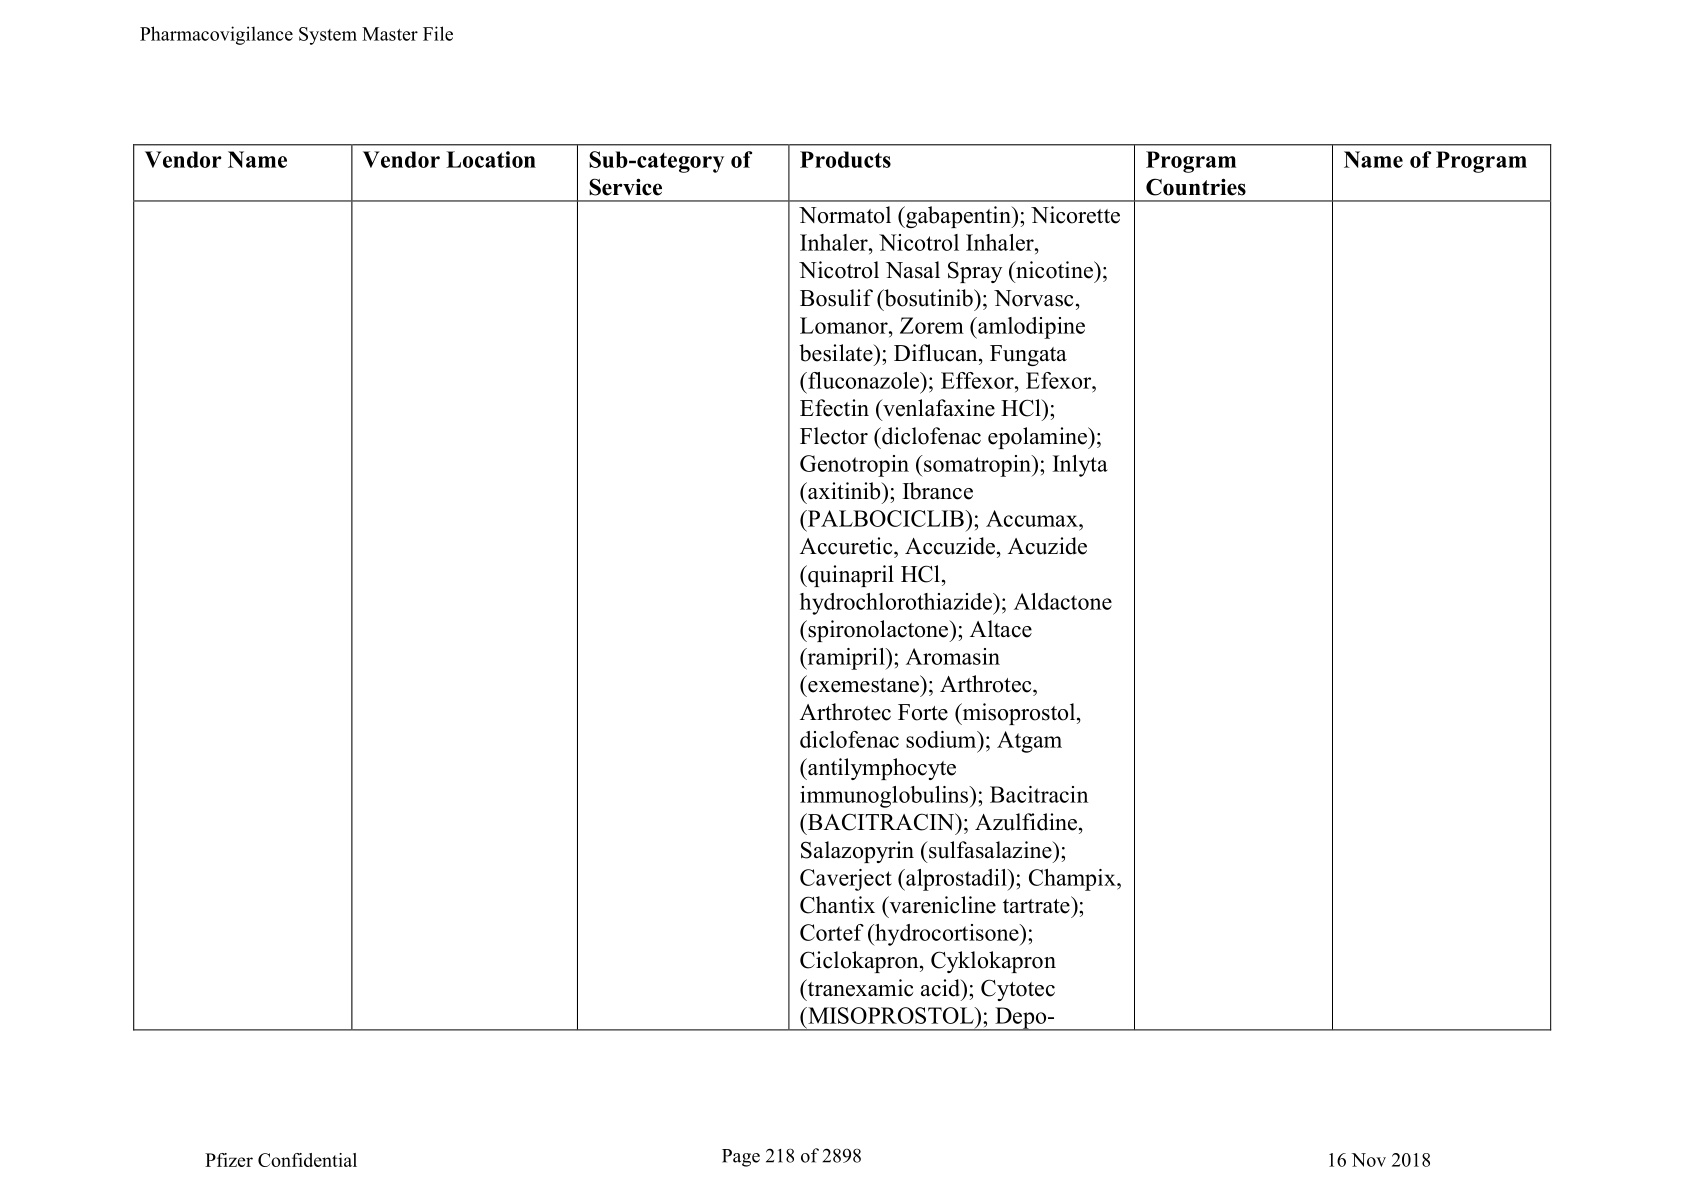 Pharmacovigilance System Master File
Vendor Name
Vendor Location
Sub-category of
Service
Products
Program
Countries
Name of Program
Normatol (gabapentin); Nicorette
Inhaler, Nicotrol Inhaler,
Nicotrol Nasal Spray (nicotine);
Bosulif (bosutinib); Norvasc,
Lomanor, Zorem (amlodipine
besilate); Diflucan, Fungata
(fluconazole); Effexor, Efexor,
Efectin (venlafaxine HCl);
Flector (diclofenac epolamine);
Genotropin (somatropin); Inlyta
(axitinib); Ibrance
(PALBOCICLIB); Accumax,
Accuretic, Accuzide, Acuzide
(quinapril HCl,
hydrochlorothiazide); Aldactone
(spironolactone); Altace
(ramipril); Aromasin
(exemestane); Arthrotec,
Arthrotec Forte (misoprostol,
diclofenac sodium); Atgam
(antilymphocyte
immunoglobulins); Bacitracin
(BACITRACIN); Azulfidine,
Salazopyrin (sulfasalazine);
Caverject (alprostadil); Champix,
Chantix (varenicline tartrate);
Cortef (hydrocortisone);
Ciclokapron, Cyklokapron
(tranexamic acid); Cytotec
(MISOPROSTOL); Depo-
Pfizer Confidential
Page 218 of 2898
16 Nov 2018